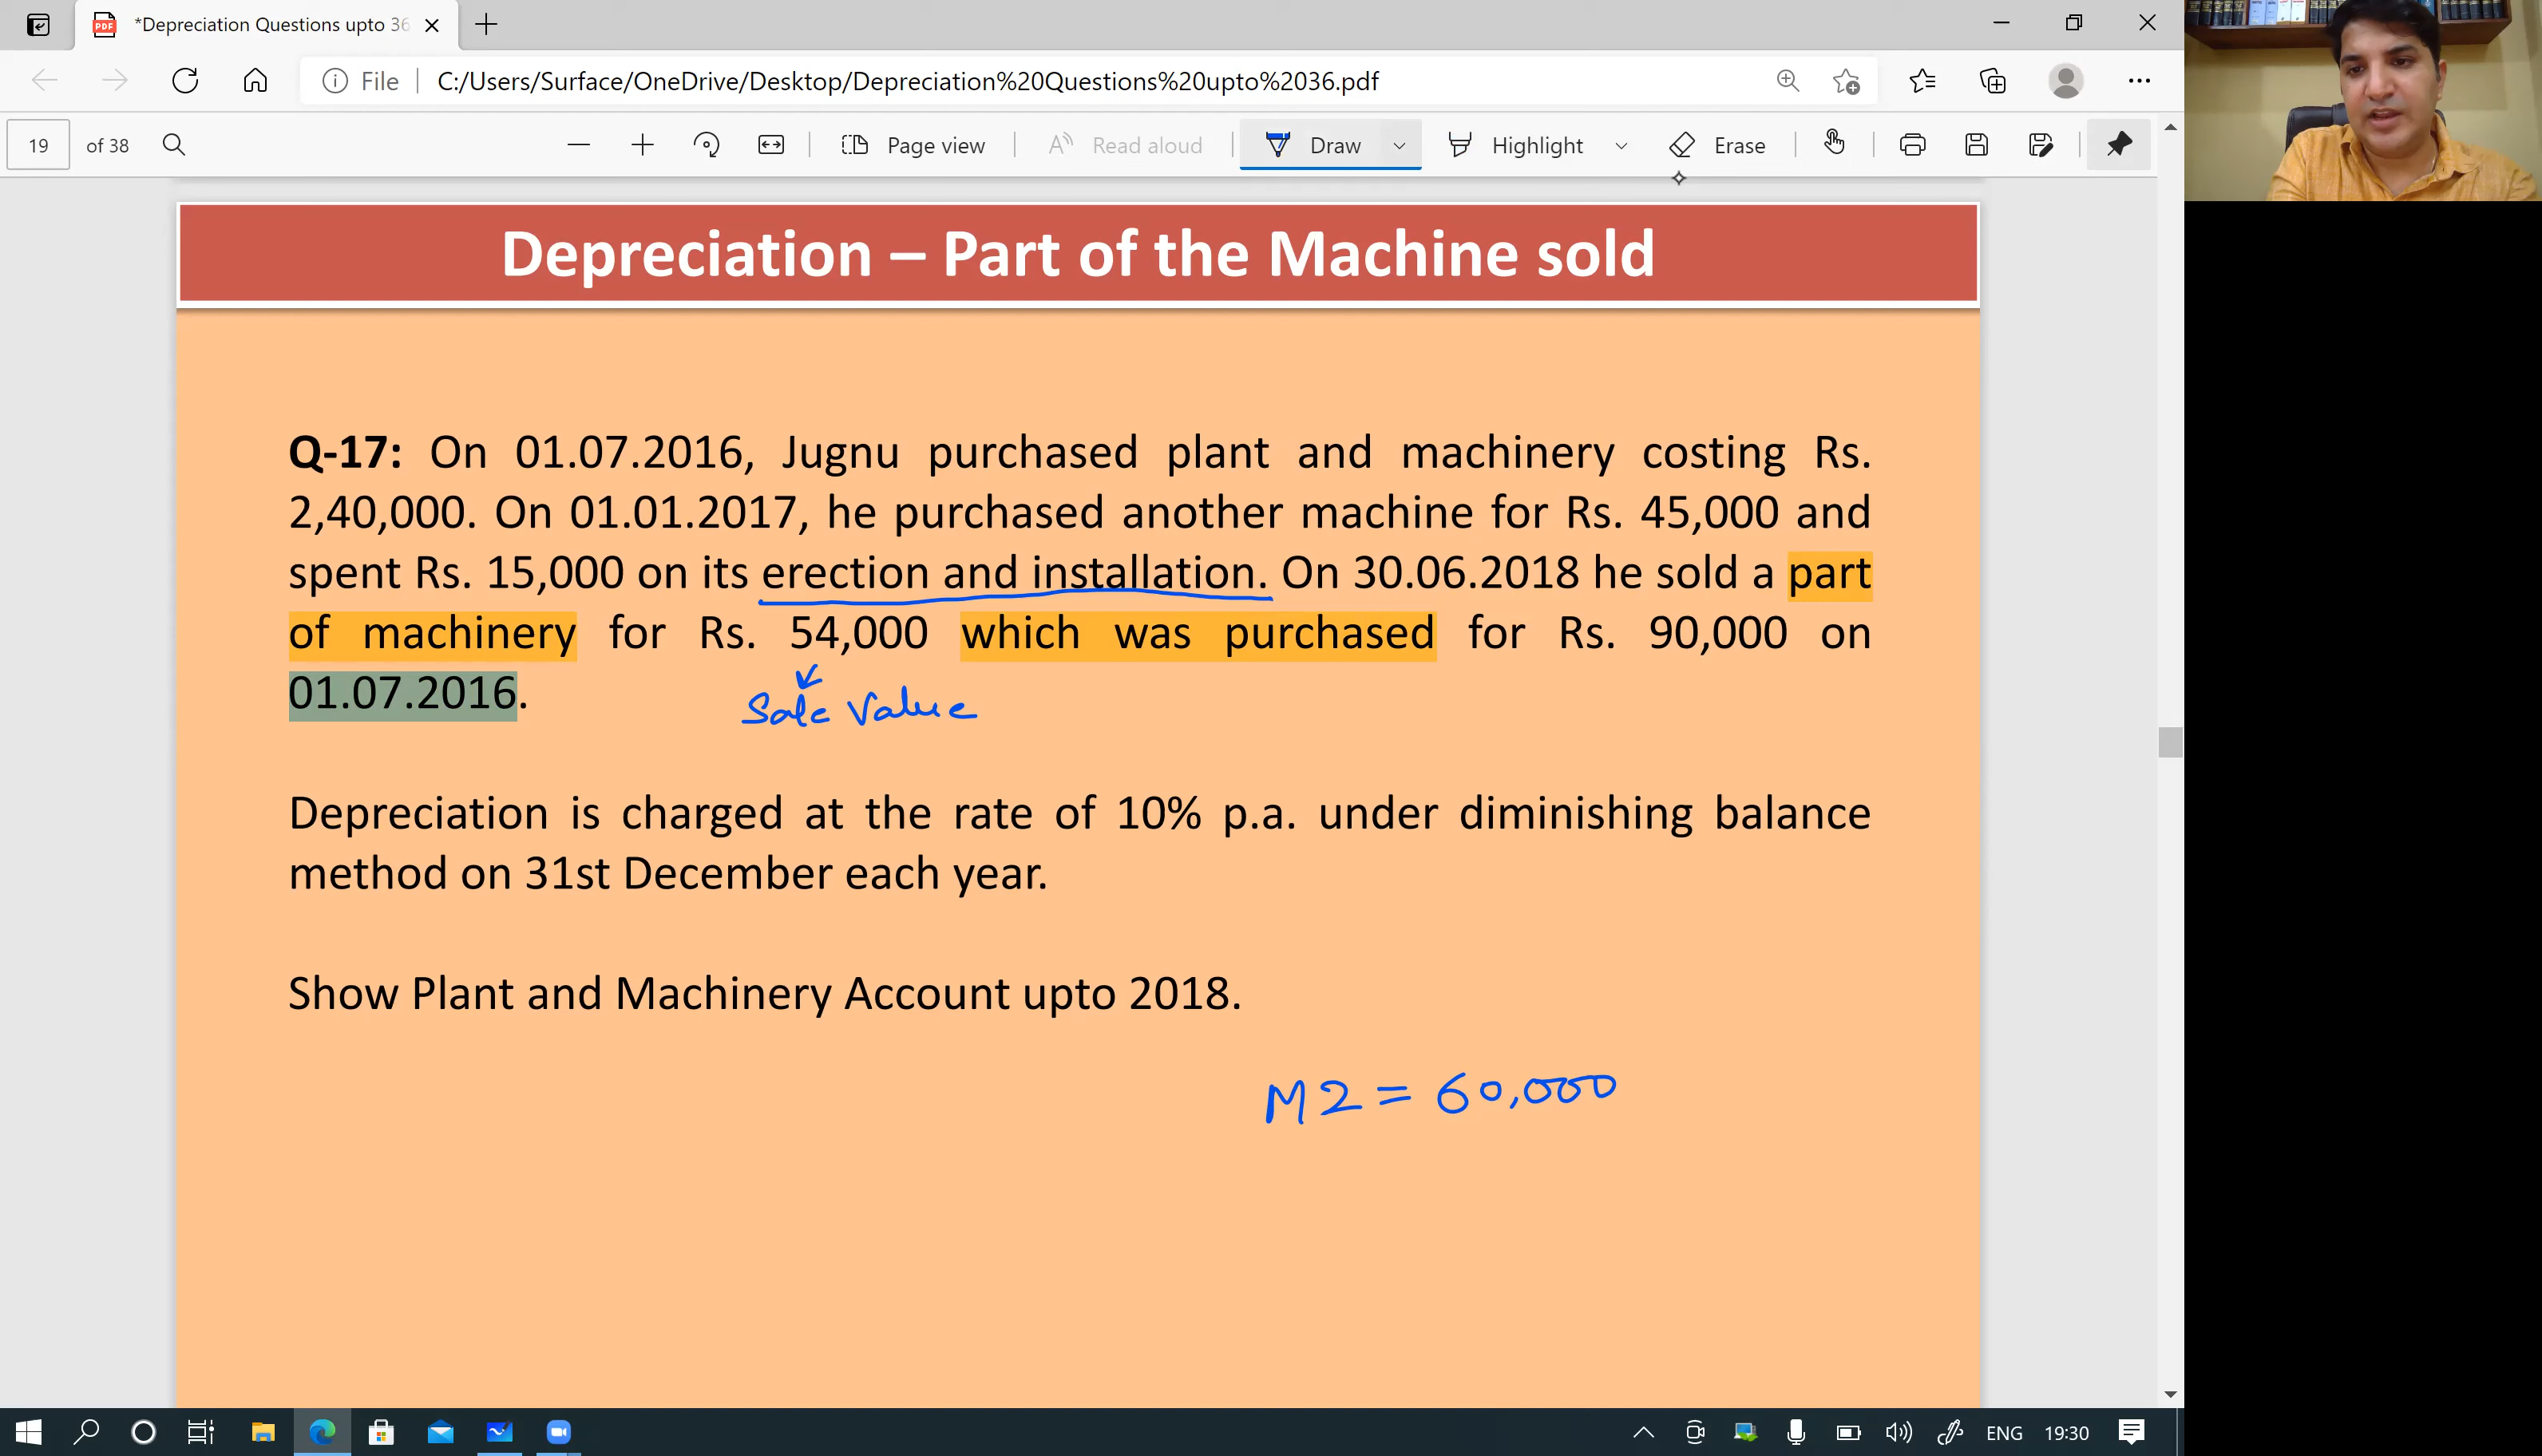 *Depreciation Questions upto 36
File
C:/Users/Surface/OneDrive/Desktop/Depreciation%20Questions%20upto%2036.pdf
19 of 38
Page view
Read aloud
Draw
Highlight
Erase
Depreciation – Part of the Machine sold
Q-17: On 01.07.2016, Jugnu purchased plant and machinery costing Rs.
2,40,000. On 01.01.2017, he purchased another machine for Rs. 45,000 and
spent Rs. 15,000 on its erection and installation. On 30.06.2018 he sold a part
of machinery for Rs. 54,000 which was purchased for Rs. 90,000 on
01.07.2016.
Sale Value
Depreciation is charged at the rate of 10% p.a. under diminishing balance
method on 31st December each year.
Show Plant and Machinery Account upto 2018.
M2 = 60,000
ENG
19:30